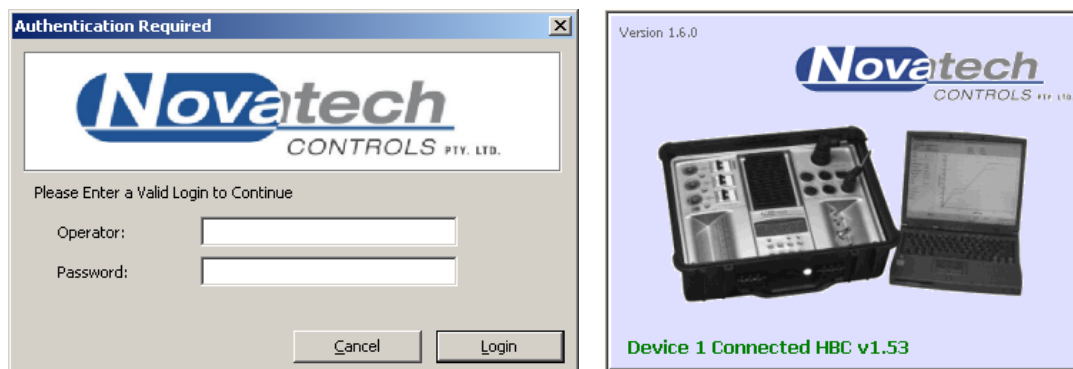 Authentication Required
Novatech
CONTROLS PTY. LTD.
Please Enter a Valid Login to Continue
Operator:
Password:
Cancel
Login
Version 1.6.0
Novatech
CONTROLS PTY. LTD.
Device 1 Connected HBC v1.53